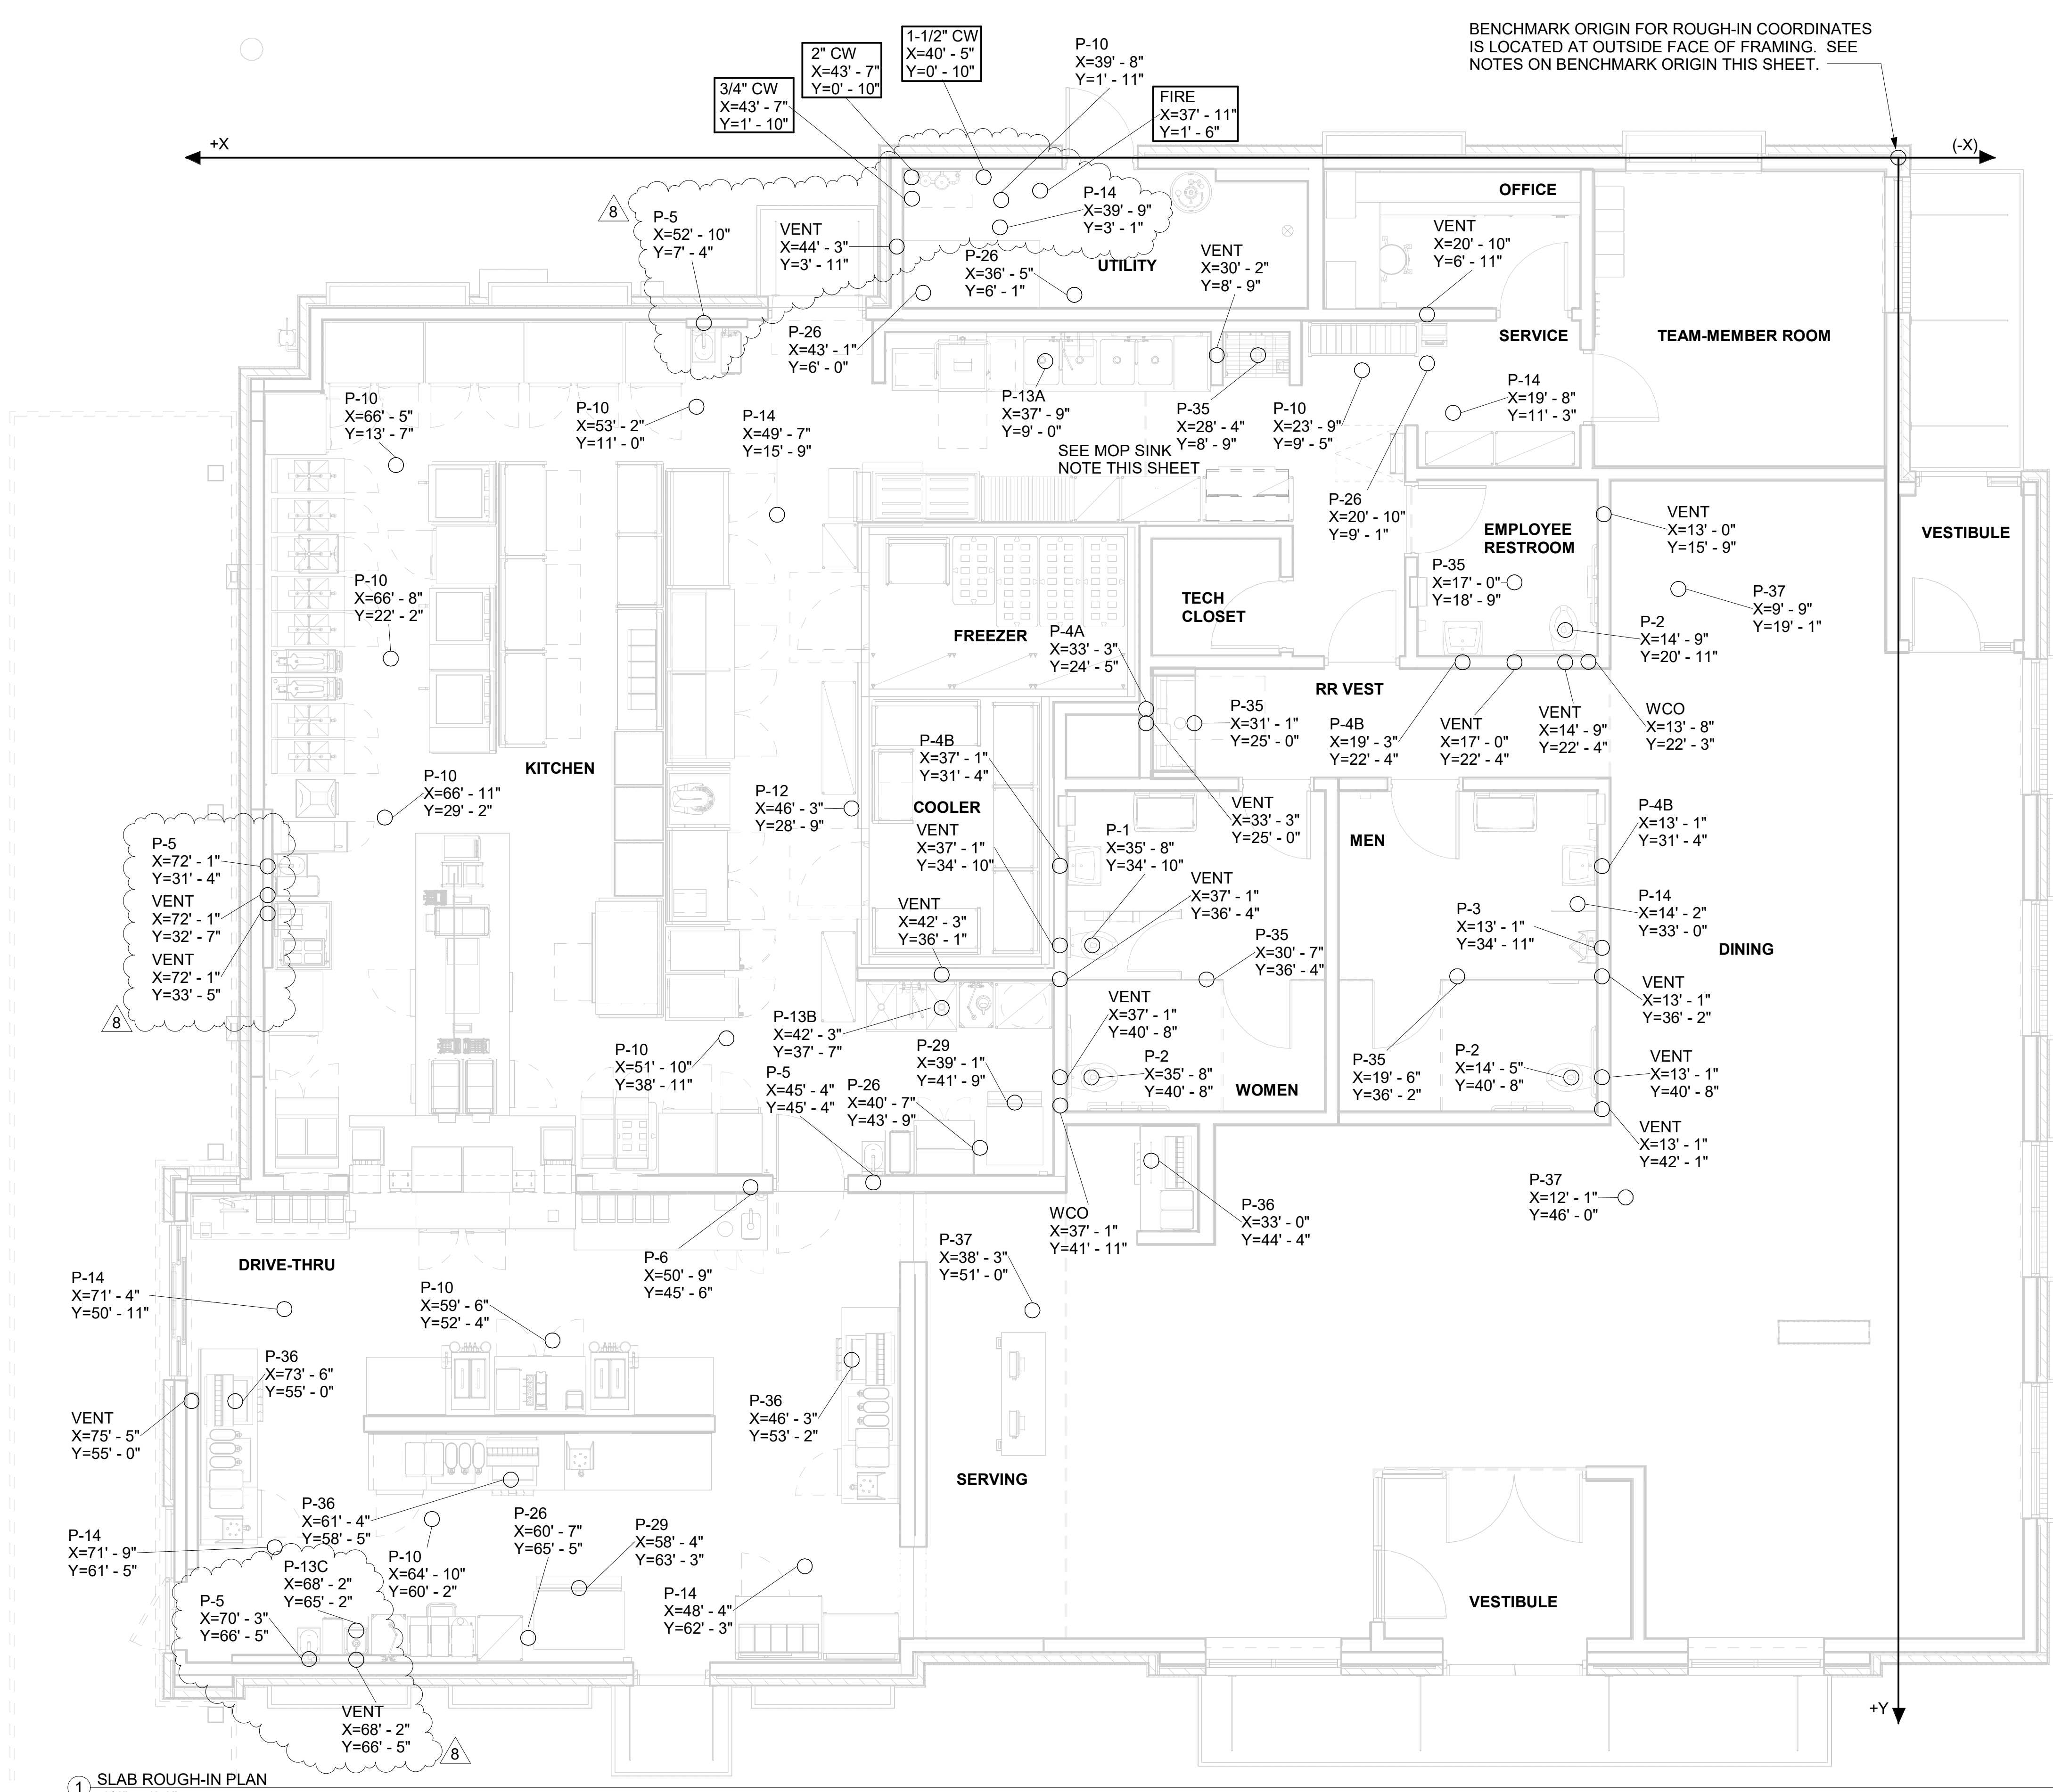 BENCHMARK ORIGIN FOR ROUGH-IN COORDINATES
IS LOCATED AT OUTSIDE FACE OF FRAMING.  SEE
NOTES ON BENCHMARK ORIGIN THIS SHEET.
1-1/2" CW
X=40' - 5"
Y=0' - 10"
2" CW
X=43' - 7"
Y=0' - 10"
P-10
X=39' - 8"
Y=1' - 11"
3/4" CW
X=43' - 7"
Y=1' - 10"
FIRE
X=37' - 11"
Y=1' - 6"
+X
(-X)
8
P-5
X=52' - 10"
Y=7' - 4"
VENT
X=44' - 3"
Y=3' - 11"
P-14
X=39' - 9"
Y=3' - 1"
OFFICE
P-26
X=36' - 5"
Y=6' - 1"
UTILITY
VENT
X=30' - 2"
Y=8' - 9"
VENT
X=20' - 10"
Y=6' - 11"
P-26
X=43' - 1"
Y=6' - 0"
SERVICE
TEAM-MEMBER ROOM
P-10
X=66' - 5"
Y=13' - 7"
P-10
X=53' - 2"
Y=11' - 0"
P-14
X=49' - 7"
Y=15' - 9"
P-13A
X=37' - 9"
Y=9' - 0"
P-35
X=28' - 4"
Y=8' - 9"
P-10
X=23' - 9"
Y=9' - 5"
P-14
X=19' - 8"
Y=11' - 3"
SEE MOP SINK
NOTE THIS SHEET
P-26
X=20' - 10"
Y=9' - 1"
EMPLOYEE
RESTROOM
VENT
X=13' - 0"
Y=15' - 9"
VESTIBULE
P-10
X=66' - 8"
Y=22' - 2"
P-35
X=17' - 0"
Y=18' - 9"
P-37
X=9' - 9"
Y=19' - 1"
TECH
CLOSET
P-2
X=14' - 9"
Y=20' - 11"
FREEZER
P-4A
X=33' - 3"
Y=24' - 5"
RR VEST
P-35
X=31' - 1"
Y=25' - 0"
P-4B
X=19' - 3"
Y=22' - 4"
VENT
X=17' - 0"
Y=22' - 4"
VENT
X=14' - 9"
Y=22' - 4"
WCO
X=13' - 8"
Y=22' - 3"
KITCHEN
P-4B
X=37' - 1"
Y=31' - 4"
P-10
X=66' - 11"
Y=29' - 2"
P-12
X=46' - 3"
Y=28' - 9"
COOLER
VENT
X=37' - 1"
Y=34' - 10"
VENT
X=33' - 3"
Y=25' - 0"
P-1
X=35' - 8"
Y=34' - 10"
MEN
P-4B
X=13' - 1"
Y=31' - 4"
P-5
X=72' - 1"
Y=31' - 4"
VENT
X=72' - 1"
Y=32' - 7"
VENT
X=72' - 1"
Y=33' - 5"
8
VENT
X=42' - 3"
Y=36' - 1"
VENT
X=37' - 1"
Y=36' - 4"
P-35
X=30' - 7"
Y=36' - 4"
P-3
X=13' - 1"
Y=34' - 11"
P-14
X=14' - 2"
Y=33' - 0"
DINING
VENT
X=13' - 1"
Y=36' - 2"
P-13B
X=42' - 3"
Y=37' - 7"
VENT
X=37' - 1"
Y=40' - 8"
P-10
X=51' - 10"
Y=38' - 11"
P-29
X=39' - 1"
Y=41' - 9"
P-2
X=35' - 8"
Y=40' - 8"
WOMEN
P-35
X=19' - 6"
Y=36' - 2"
P-2
X=14' - 5"
Y=40' - 8"
VENT
X=13' - 1"
Y=40' - 8"
P-5
X=45' - 4"
Y=45' - 4"
P-26
X=40' - 7"
Y=43' - 9"
VENT
X=13' - 1"
Y=42' - 1"
P-37
X=12' - 1"
Y=46' - 0"
WCO
X=37' - 1"
Y=41' - 11"
P-36
X=33' - 0"
Y=44' - 4"
P-6
X=50' - 9"
Y=45' - 6"
P-37
X=38' - 3"
Y=51' - 0"
DRIVE-THRU
P-14
X=71' - 4"
Y=50' - 11"
P-10
X=59' - 6"
Y=52' - 4"
P-36
X=73' - 6"
Y=55' - 0"
P-36
X=46' - 3"
Y=53' - 2"
VENT
X=75' - 5"
Y=55' - 0"
SERVING
P-36
X=61' - 4"
Y=58' - 5"
P-26
X=60' - 7"
Y=65' - 5"
P-29
X=58' - 4"
Y=63' - 3"
P-14
X=71' - 9"
Y=61' - 5"
P-13C
X=68' - 2"
Y=65' - 2"
P-10
X=64' - 10"
Y=60' - 2"
P-5
X=70' - 3"
Y=66' - 5"
P-14
X=48' - 4"
Y=62' - 3"
VESTIBULE
VENT
X=68' - 2"
Y=66' - 5"
8
+Y
1
SLAB ROUGH-IN PLAN